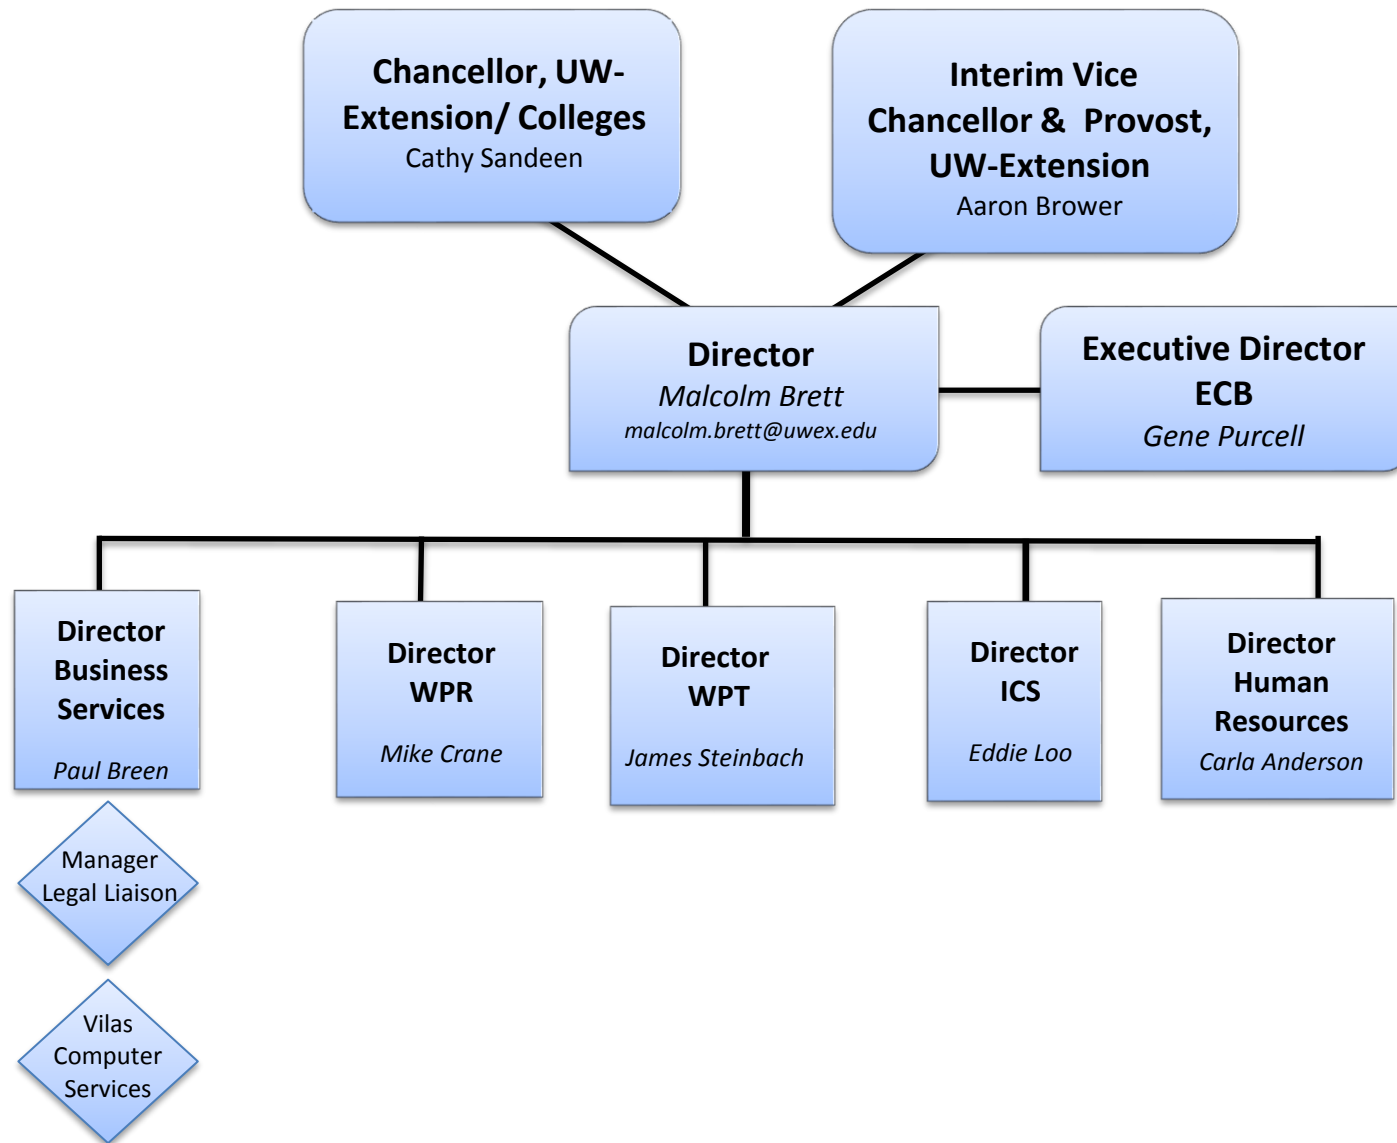 Chancellor, UW-
Extension/ Colleges
Cathy Sandeen
Interim Vice
Chancellor &  Provost,
UW-Extension
Aaron Brower
Director
Malcolm Brett
malcolm.brett@uwex.edu
Executive Director
ECB
Gene Purcell
Director
Business
Services
Paul Breen
Director
WPR
Mike Crane
Director
WPT
James Steinbach
Director
ICS
Eddie Loo
Director
Human
Resources
Carla Anderson
Manager
Legal Liaison
Vilas
Computer
Services